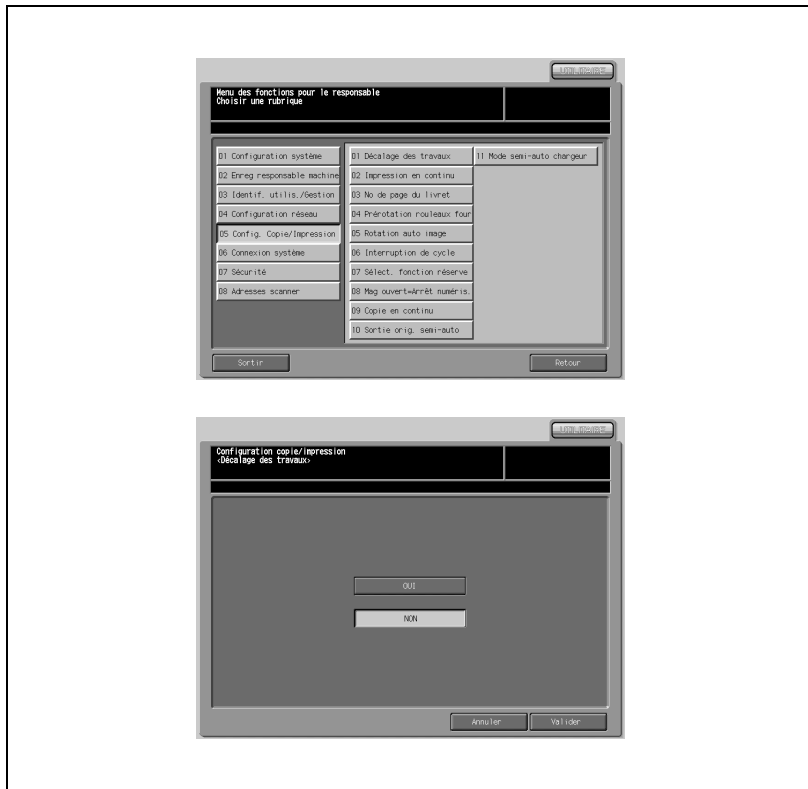 UTILITAIRE
Menu des fonctions pour le responsable
Choisir une rubrique
01 Configuration système
02 Enreg responsable machine
03 Identif. utilis./Gestion
04 Configuration réseau
05 Config. Copie/Impression
06 Connexion système
07 Sécurité
08 Adresses scanner
01 Décalage des travaux
02 Impression en continu
03 No de page du livret
04 Prérotation rouleaux four
05 Rotation auto image
06 Interruption de cycle
07 Sélect. fonction réserve
08 Mag ouvert=Arrêt numéris.
09 Copie en continu
10 Sortie orig. semi-auto
11 Mode semi-auto chargeur
Sortir
Retour
UTILITAIRE
Configuration copie/impression
<Décalage des travaux>
OUI
NON
Annuler
Valider